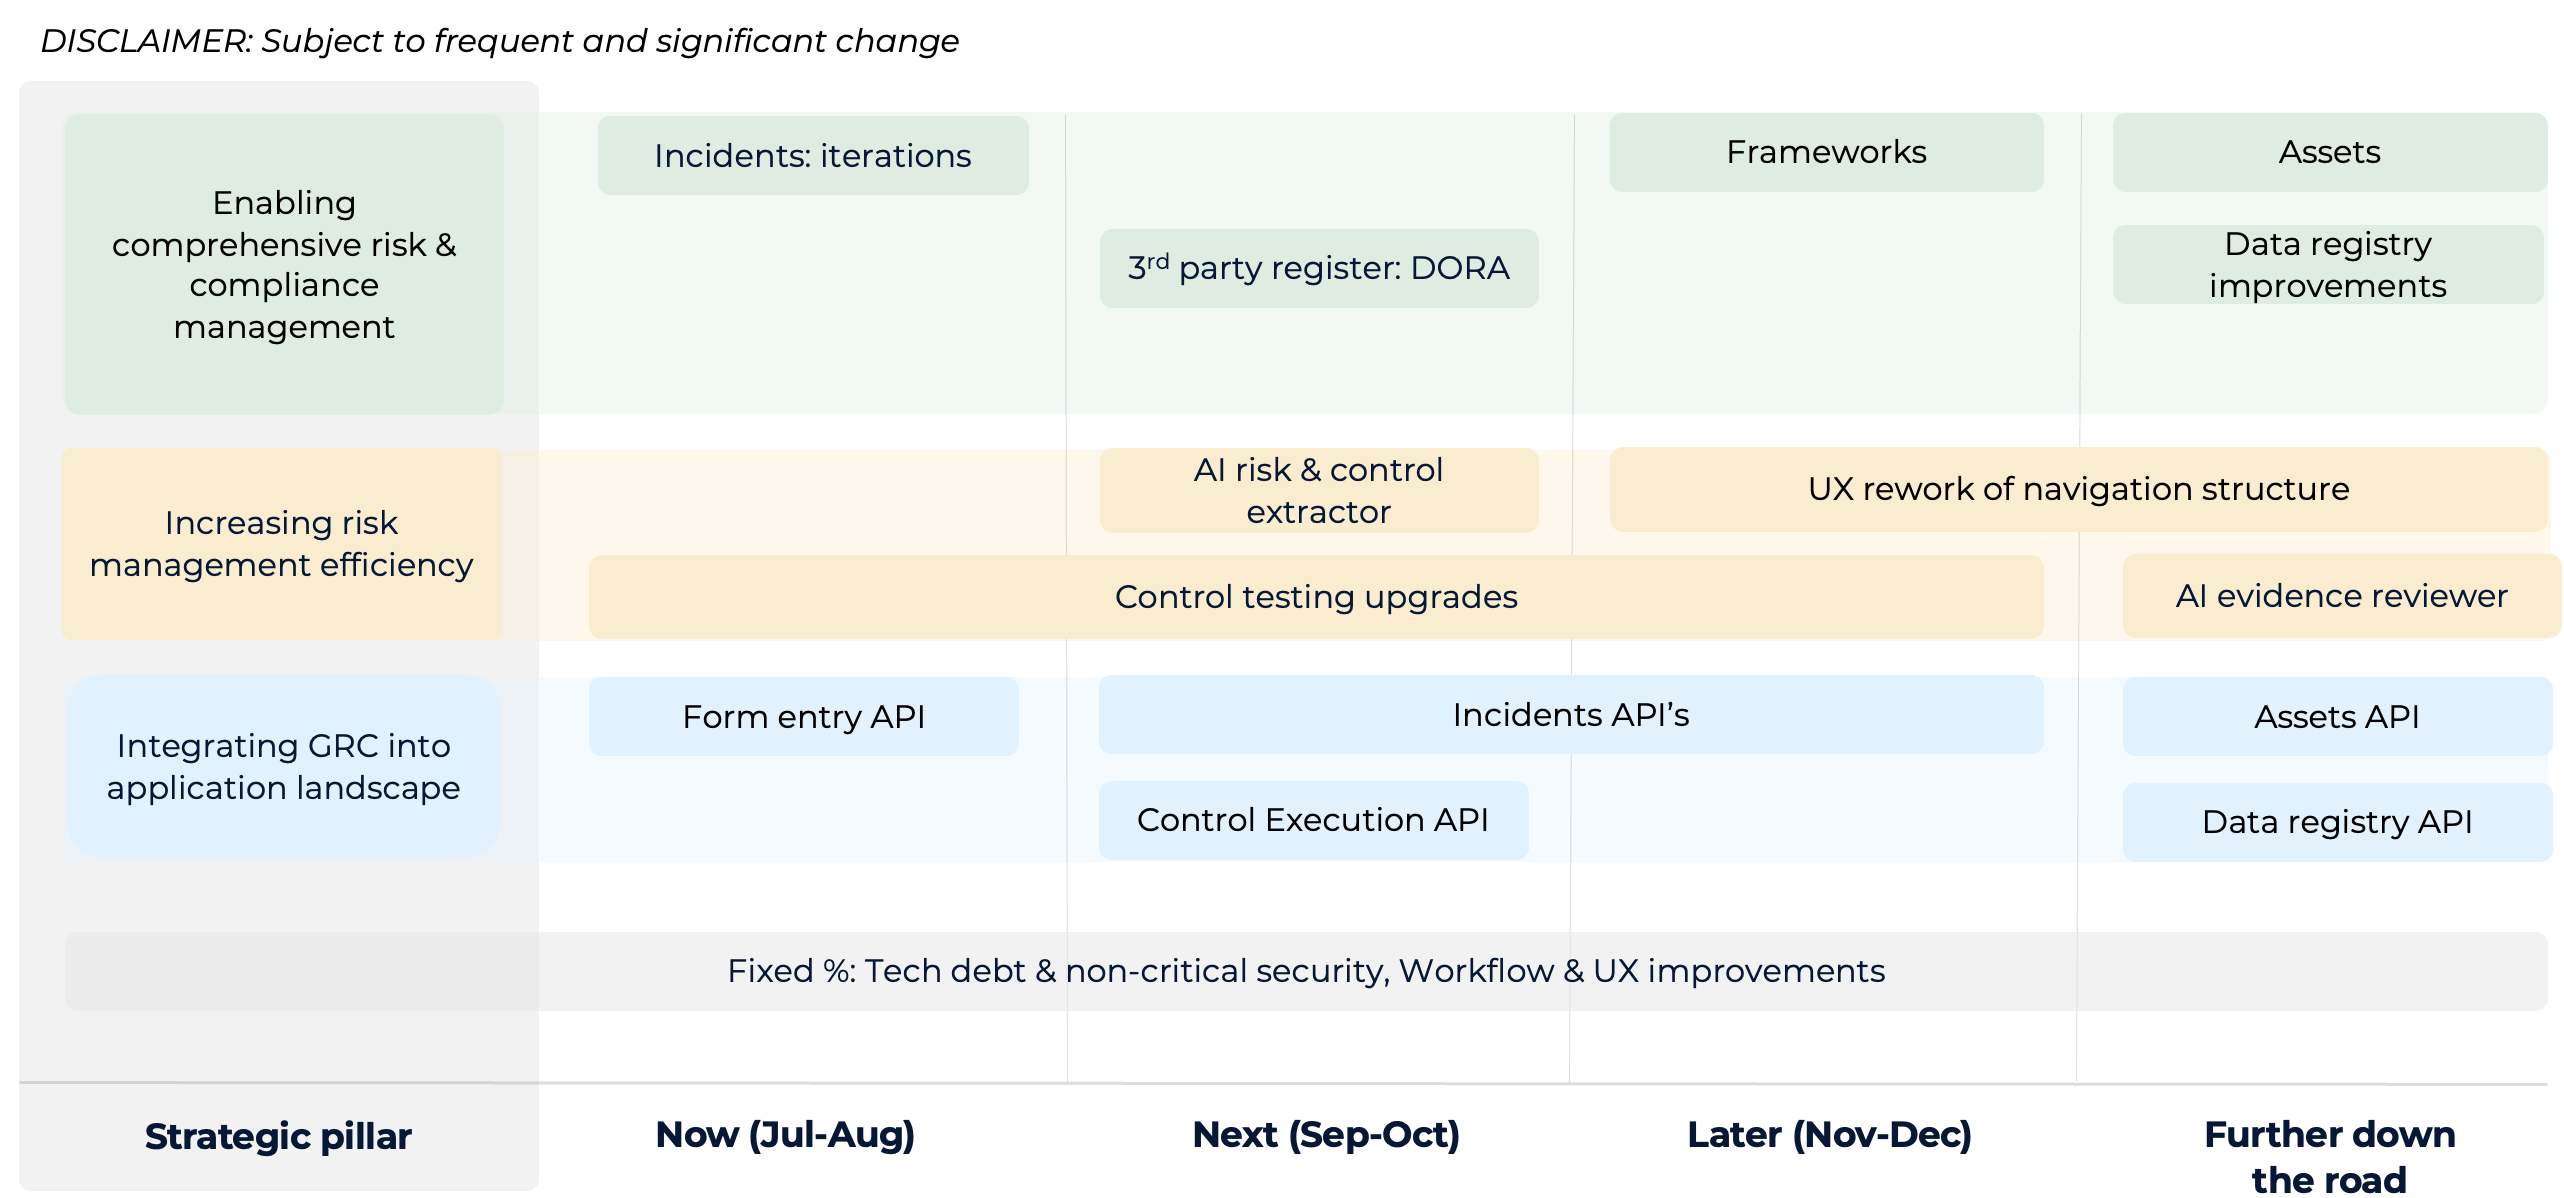 DISCLAIMER: Subject to frequent and significant change
Enabling
comprehensive risk &
compliance
management
Incidents: iterations
3rd party register: DORA
Frameworks
Assets
Data registry
improvements
Increasing risk
management efficiency
AI risk & control
extractor
UX rework of navigation structure
Control testing upgrades
AI evidence reviewer
Integrating GRC into
application landscape
Form entry API
Incidents API’s
Assets API
Control Execution API
Data registry API
Fixed %: Tech debt & non-critical security, Workflow & UX improvements
Strategic pillar
Now (Jul-Aug)
Next (Sep-Oct)
Later (Nov-Dec)
Further down
the road